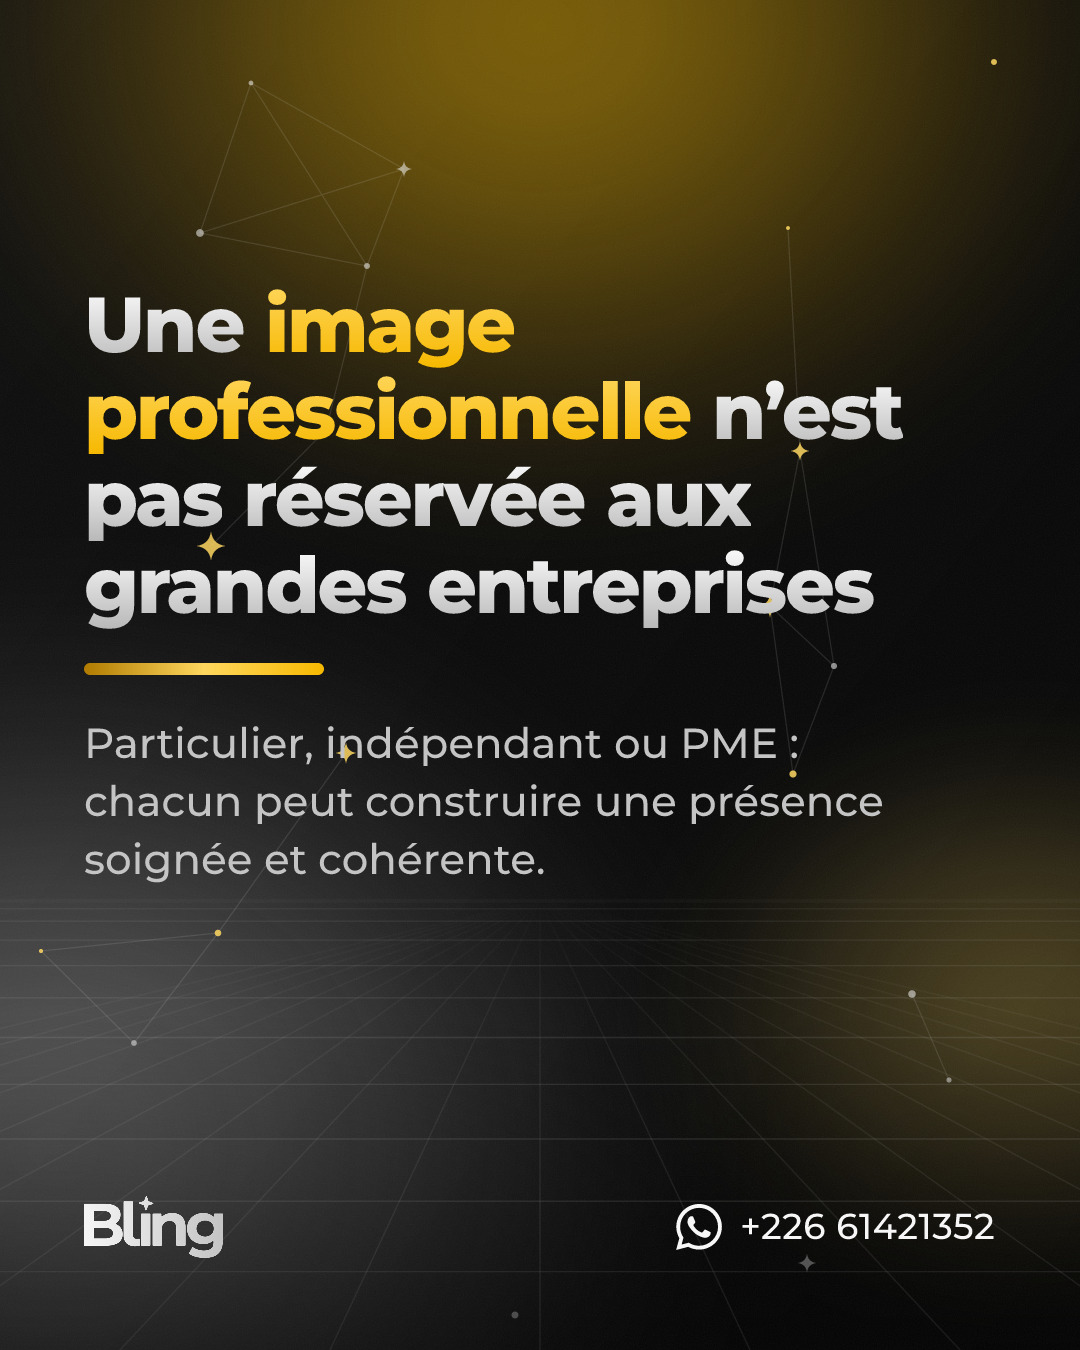 Une image
professionnelle n’est
pas réservée aux
grandes entreprises
Particulier, indépendant ou PME :
chacun peut construire une présence
soignée et cohérente.
Bling
+226 61421352